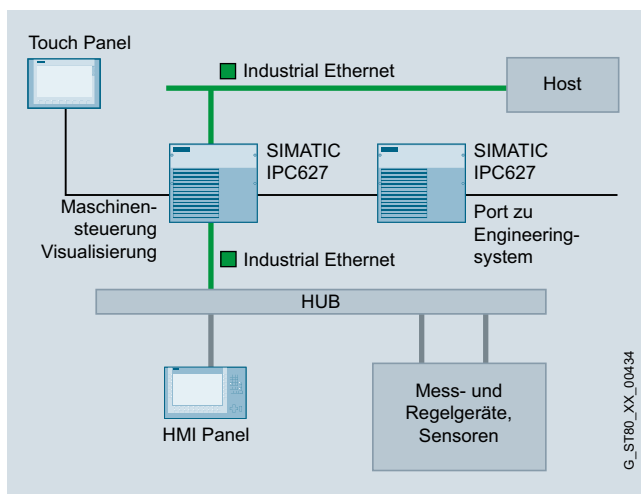 Touch Panel
Industrial Ethernet
Host
SIMATIC
IPC627
SIMATIC
IPC627
Maschinen-
steuerung
Visualisierung
Port zu
Engineering-
system
Industrial Ethernet
HUB
HMI Panel
Mess- und
Regelgeräte,
Sensoren
G_ST80_XX_00434